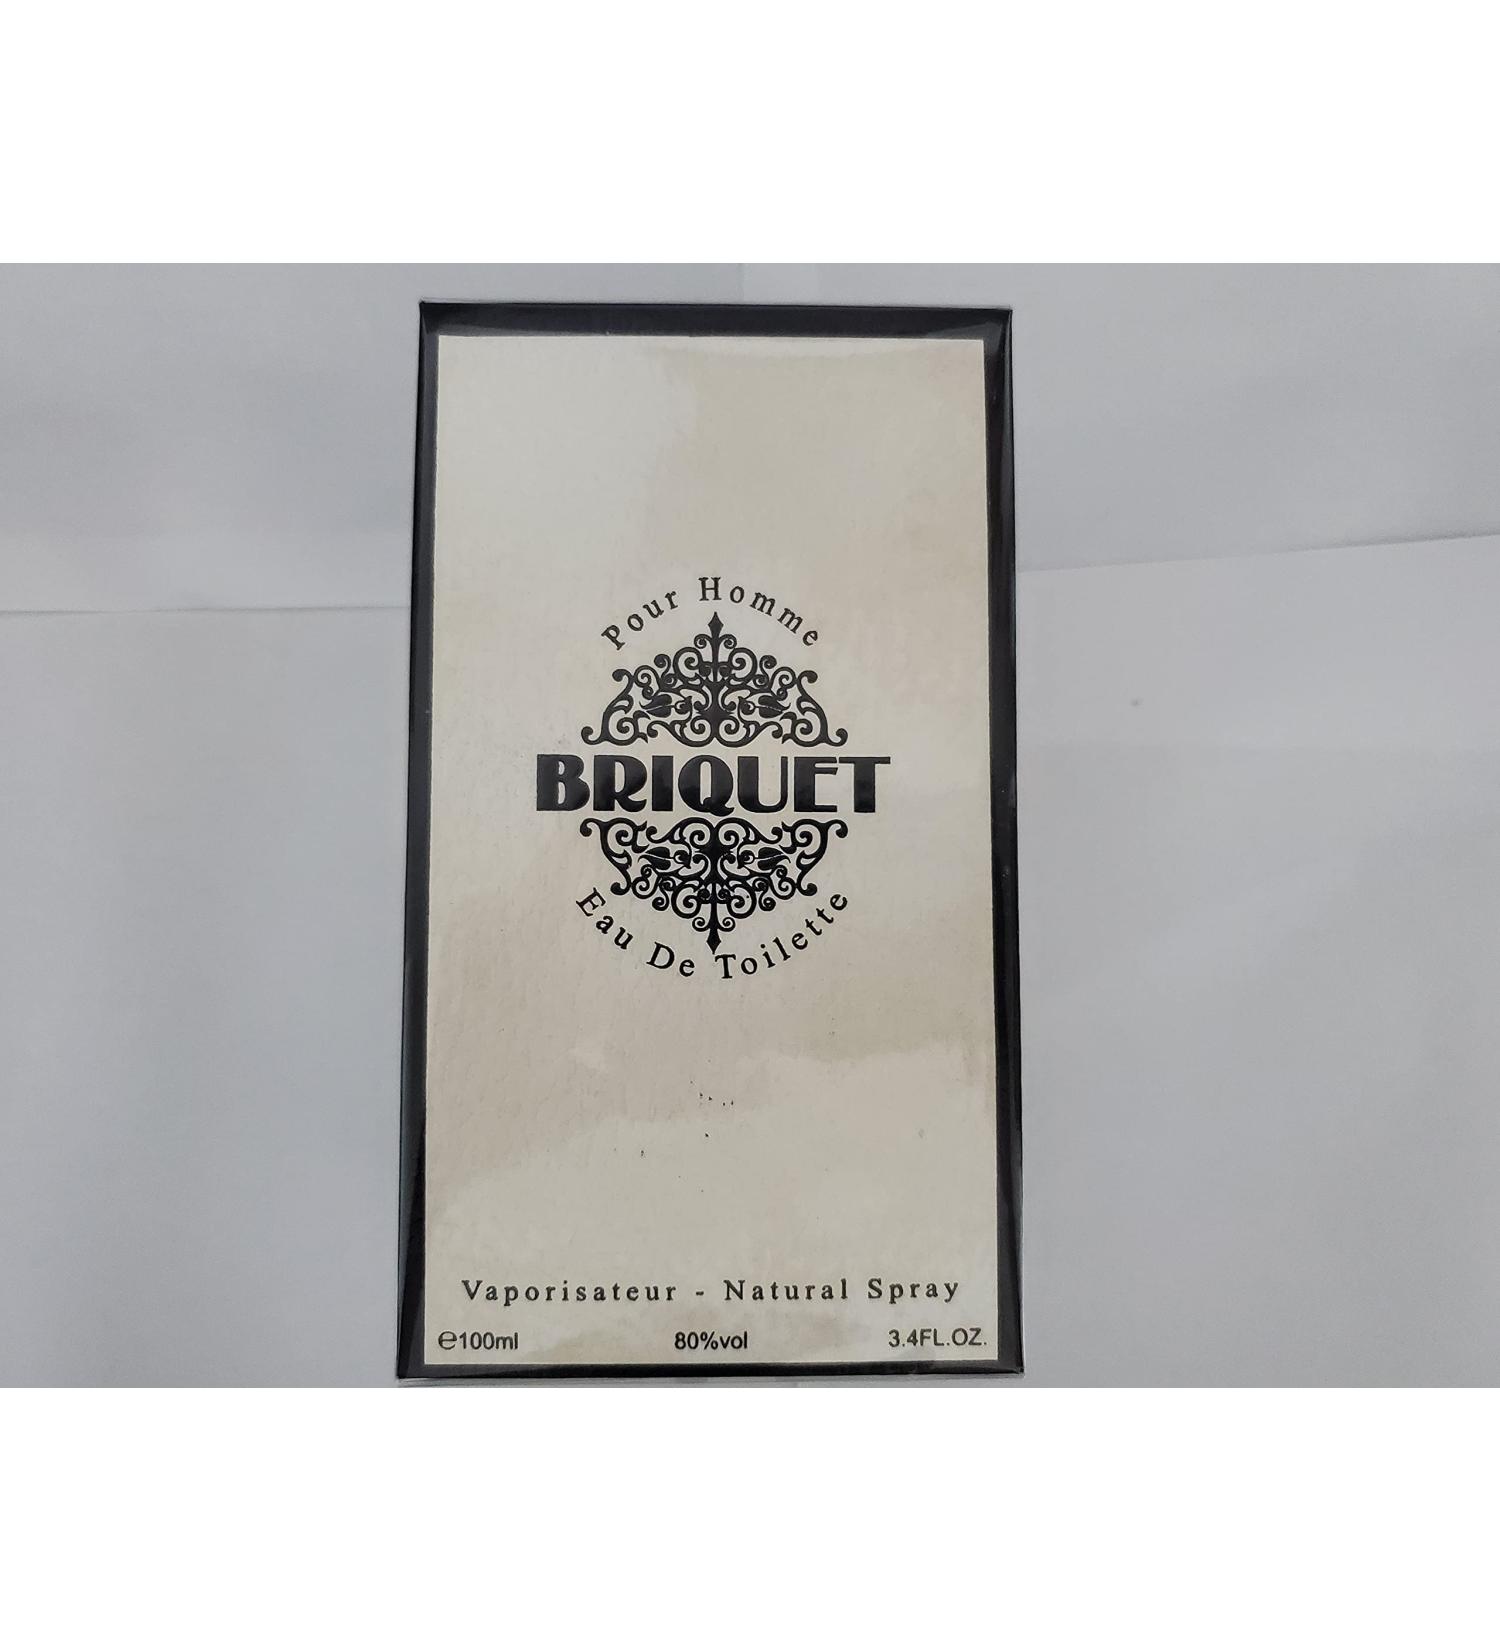 Pour Homme
BRIQUET
Eau De Toilette
Vaporisateur - Natural Spray
℮100ml 80%vol 3.4FL.OZ.